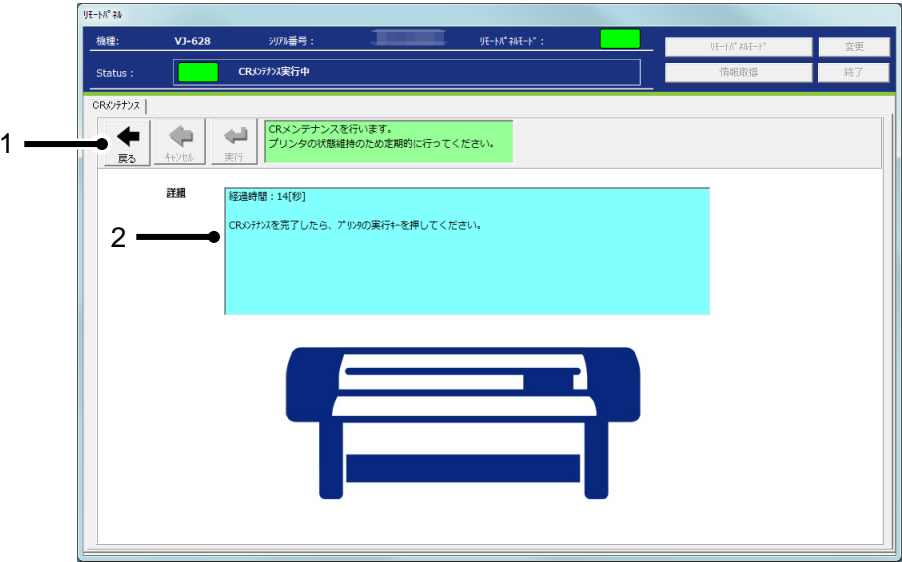 ﾘﾓｰﾄﾊﾟﾈﾙ
機種: VJ-628 ｼﾘｱﾙ番号： ﾘﾓｰﾄﾊﾟﾈﾙﾓｰﾄﾞ： ﾘﾓｰﾄﾊﾟﾈﾙﾓｰﾄﾞ 変更
Status： CRﾒﾝﾃﾅﾝｽ実行中 情報取得 終了
CRﾒﾝﾃﾅﾝｽ
1
戻る ｷｬﾝｾﾙ 実行
CRメンテナンスを行います。
プリンタの状態維持のため定期的に行ってください。
詳細
経過時間：14[秒]
2
CRﾒﾝﾃﾅﾝｽを完了したら、ﾌﾟﾘﾝﾀの実行ｷｰを押してください。